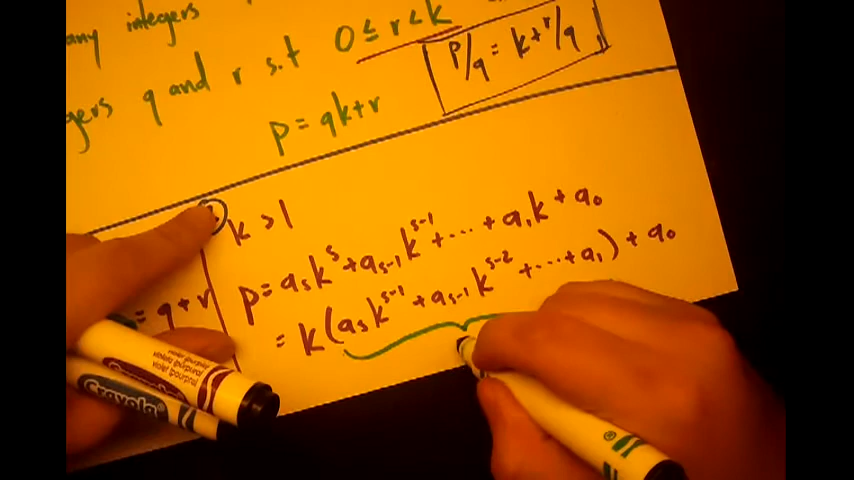 any integers
0 ≤ r < k
gers q and r s.t
P/q = k + r/q
p = qk+r
k > 1
p = a_s k^s + a_{s-1} k^{s-1} + ... + a_1 k + a_0
= q + r
= k (a_s k^{s-1} + a_{s-1} k^{s-2} + ... + a_1) + a_0
Crayola